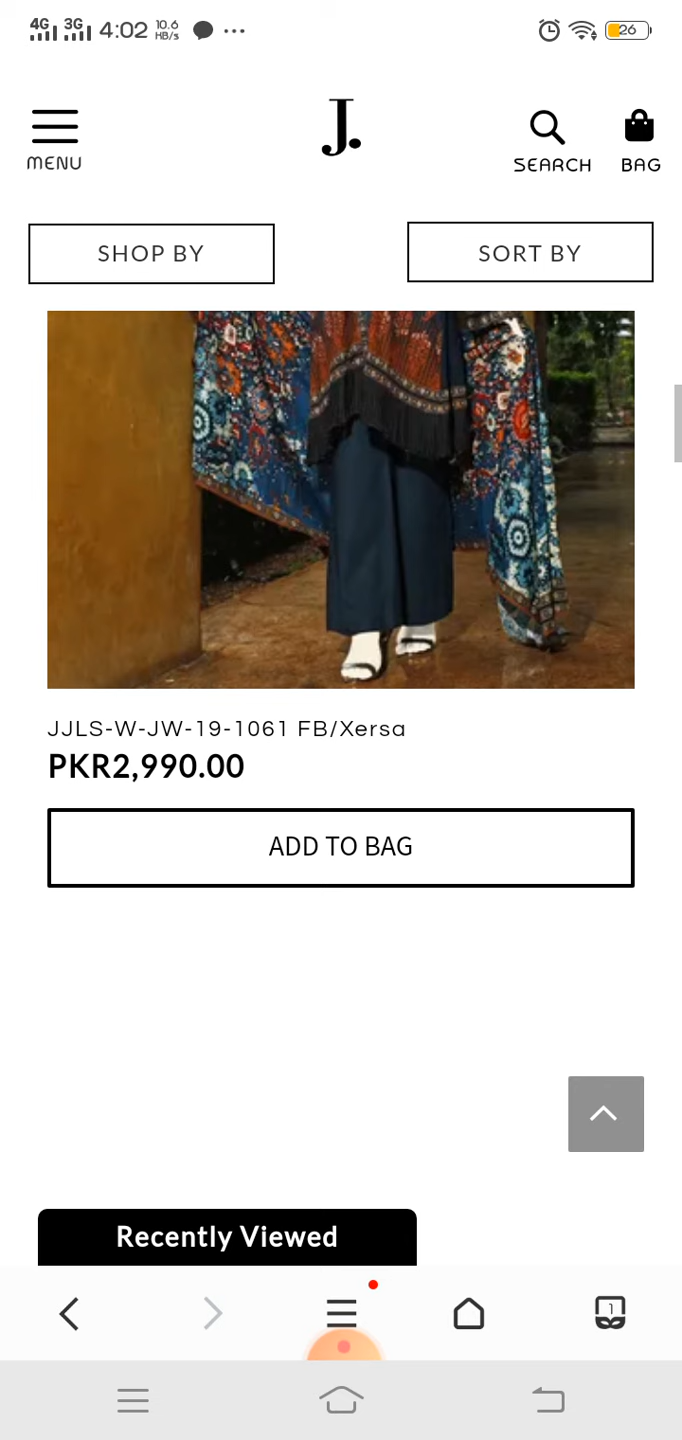 4G 3G 4:02 10.6 KB/s 26
J.
MENU
SEARCH BAG
SHOP BY SORT BY
JJLS-W-JW-19-1061 FB/Xersa
PKR2,990.00
ADD TO BAG
Recently Viewed
1